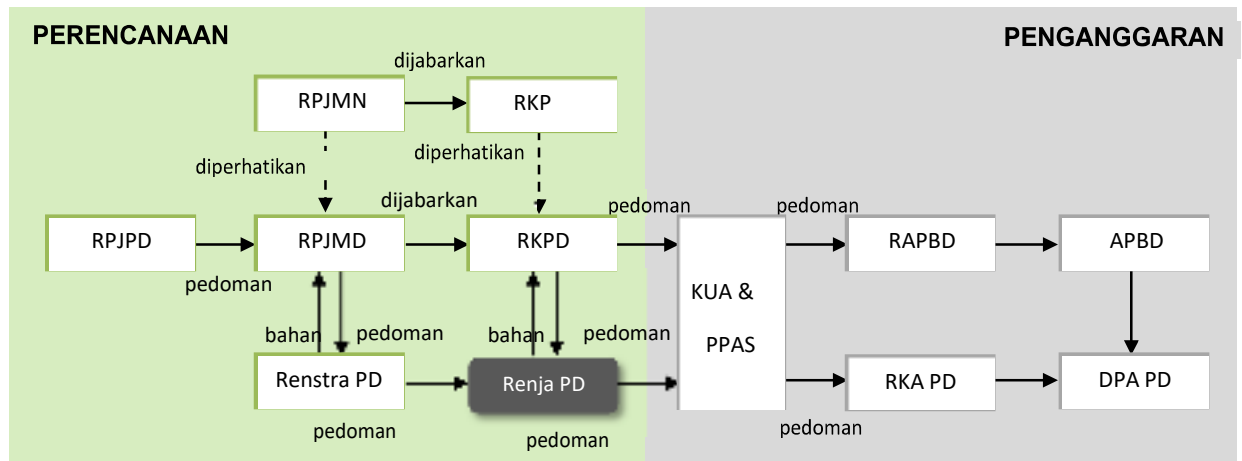 PERENCANAAN
PENGANGGARAN
dijabarkan
RPJMN
RKP
diperhatikan
diperhatikan
dijabarkan
pedoman
pedoman
RPJPD
RPJMD
RKPD
RAPBD
APBD
pedoman
KUA &
PPAS
bahan
pedoman
bahan
pedoman
Renstra PD
Renja PD
RKA PD
DPA PD
pedoman
pedoman
pedoman